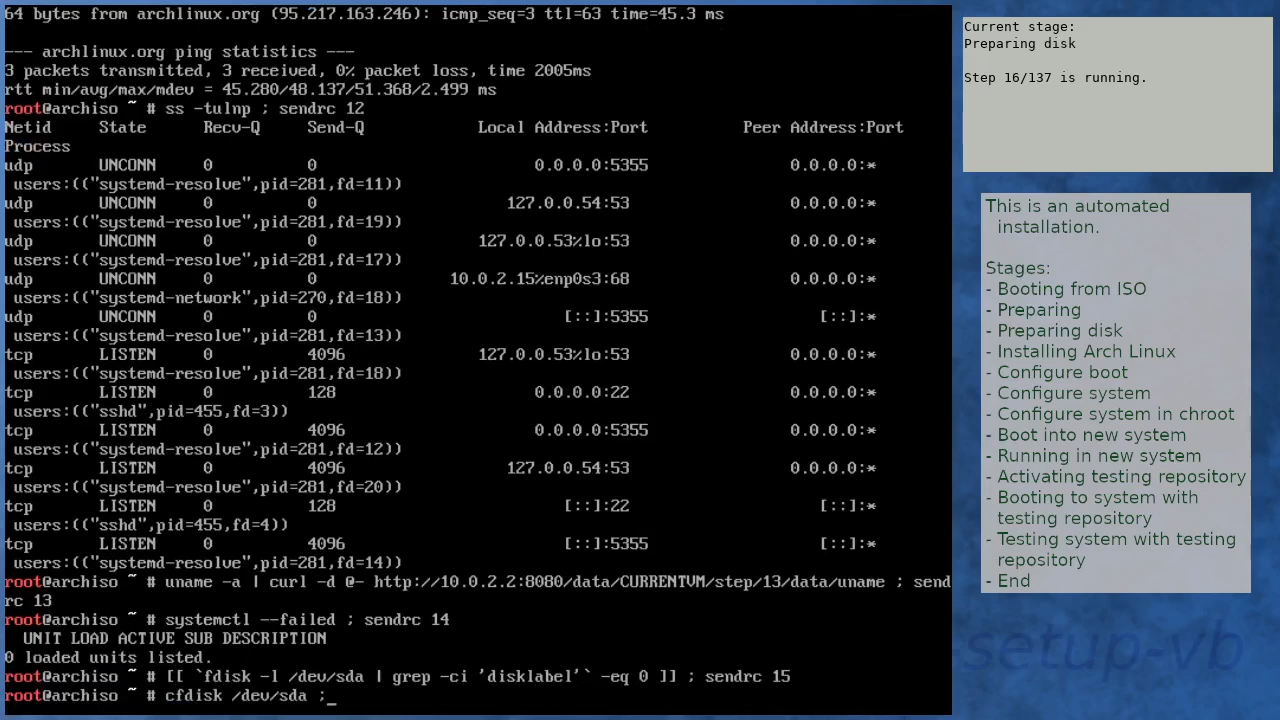 64 bytes from archlinux.org (95.217.163.246): icmp_seq=3 ttl=63 time=45.3 ms
--- archlinux.org ping statistics ---
3 packets transmitted, 3 received, 0% packet loss, time 2005ms
rtt min/avg/max/mdev = 45.280/48.137/51.368/2.499 ms
root@archiso ~ # ss -tulnp ; sendrc 12
Netid State Recv-Q Send-Q Local Address:Port Peer Address:Port
Process
udp UNCONN 0 0 0.0.0.0:5355 0.0.0.0:*
users:(("systemd-resolve",pid=281,fd=11))
udp UNCONN 0 0 127.0.0.54:53 0.0.0.0:*
users:(("systemd-resolve",pid=281,fd=19))
udp UNCONN 0 0 127.0.0.53%lo:53 0.0.0.0:*
users:(("systemd-resolve",pid=281,fd=17))
udp UNCONN 0 0 10.0.2.15%enp0s3:68 0.0.0.0:*
users:(("systemd-network",pid=270,fd=18))
udp UNCONN 0 0 [::]:5355 [::]:*
users:(("systemd-resolve",pid=281,fd=13))
tcp LISTEN 0 4096 127.0.0.53%lo:53 0.0.0.0:*
users:(("systemd-resolve",pid=281,fd=18))
tcp LISTEN 0 128 0.0.0.0:22 0.0.0.0:*
users:(("sshd",pid=455,fd=3))
tcp LISTEN 0 4096 0.0.0.0:5355 0.0.0.0:*
users:(("systemd-resolve",pid=281,fd=12))
tcp LISTEN 0 4096 127.0.0.54:53 0.0.0.0:*
users:(("systemd-resolve",pid=281,fd=20))
tcp LISTEN 0 128 [::]:22 [::]:*
users:(("sshd",pid=455,fd=4))
tcp LISTEN 0 4096 [::]:5355 [::]:*
users:(("systemd-resolve",pid=281,fd=14))
root@archiso ~ # uname -a | curl -d @- http://10.0.2.2:8080/data/CURRENTVM/step/13/data/uname ; send
rc 13
root@archiso ~ # systemctl --failed ; sendrc 14
UNIT LOAD ACTIVE SUB DESCRIPTION
0 loaded units listed.
root@archiso ~ # [[ `fdisk -l /dev/sda | grep -ci 'disklabel'` -eq 0 ]] ; sendrc 15
root@archiso ~ # cfdisk /dev/sda ;_
Current stage:
Preparing disk
Step 16/137 is running.
This is an automated
installation.
Stages:
- Booting from ISO
- Preparing
- Preparing disk
- Installing Arch Linux
- Configure boot
- Configure system
- Configure system in chroot
- Boot into new system
- Running in new system
- Activating testing repository
- Booting to system with
testing repository
- Testing system with testing
repository
- End
-setup-vb